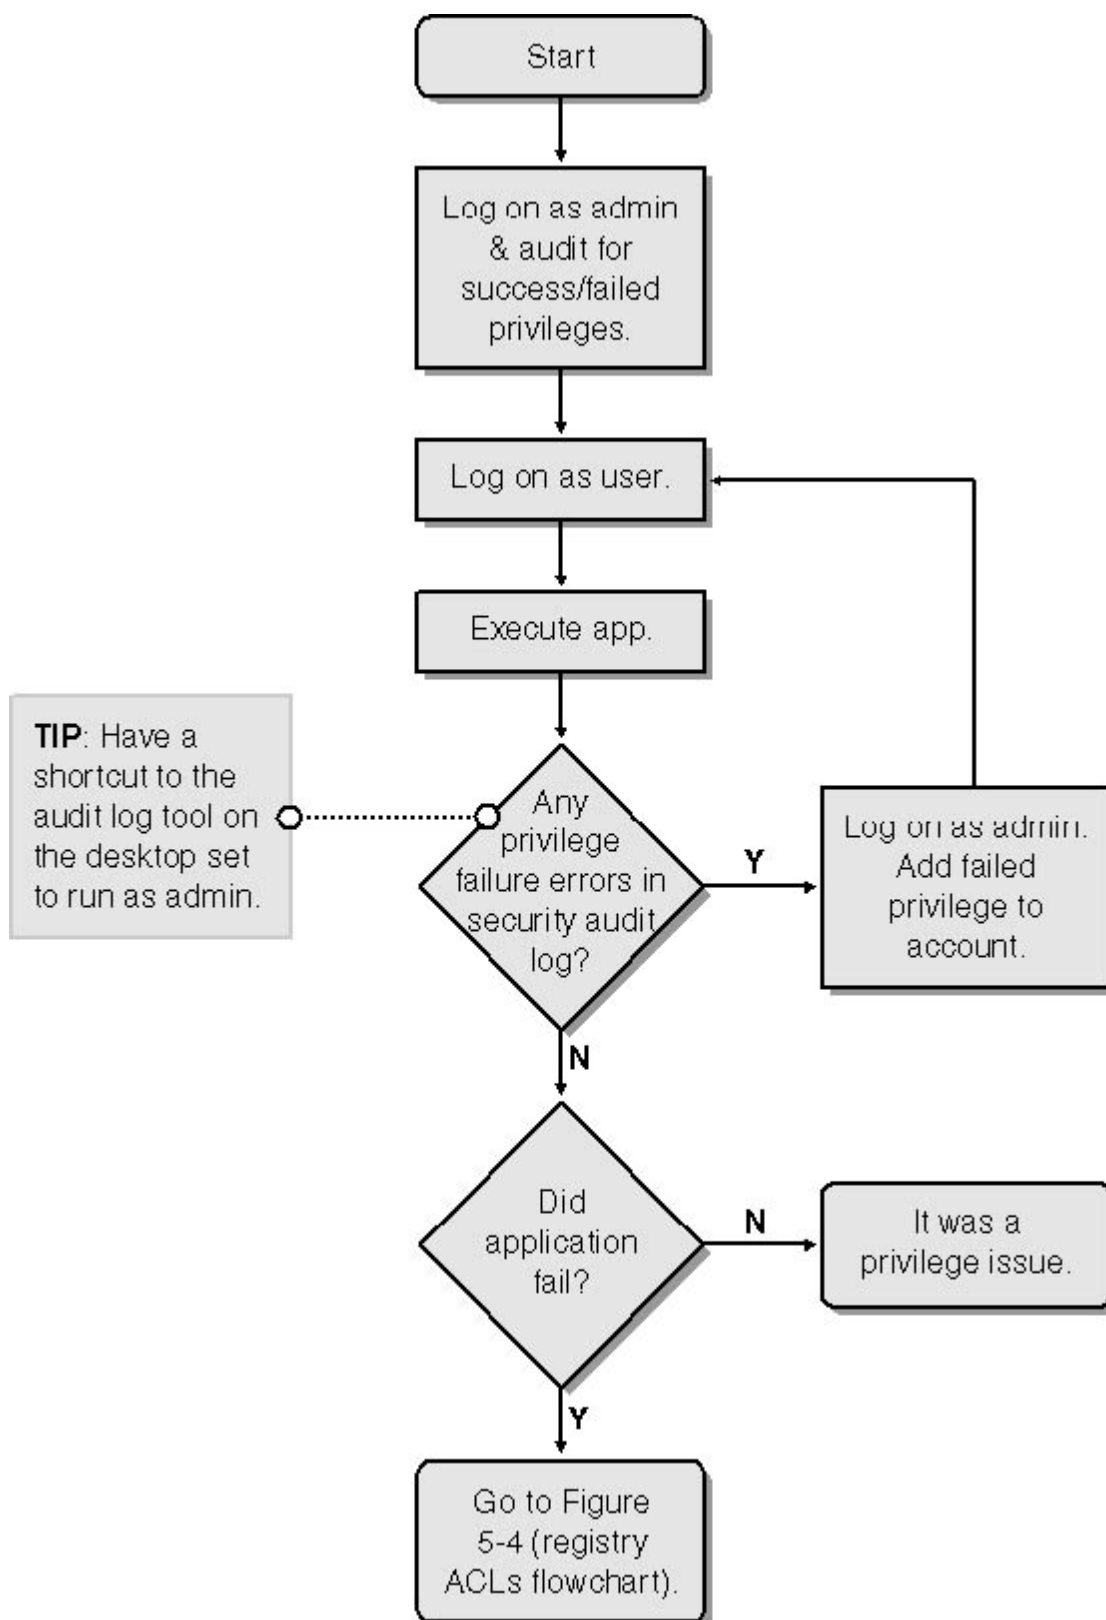 Start
Log on as admin
& audit for
success/failed
privileges.
Log on as user.
Execute app.
TIP: Have a
shortcut to the
audit log tool on
the desktop set
to run as admin.
Any
privilege
failure errors in
security audit
log?
Y
Log on as admin.
Add failed
privilege to
account.
N
Did
application
fail?
N
It was a
privilege issue.
Y
Go to Figure
5-4 (registry
ACLs flowchart).